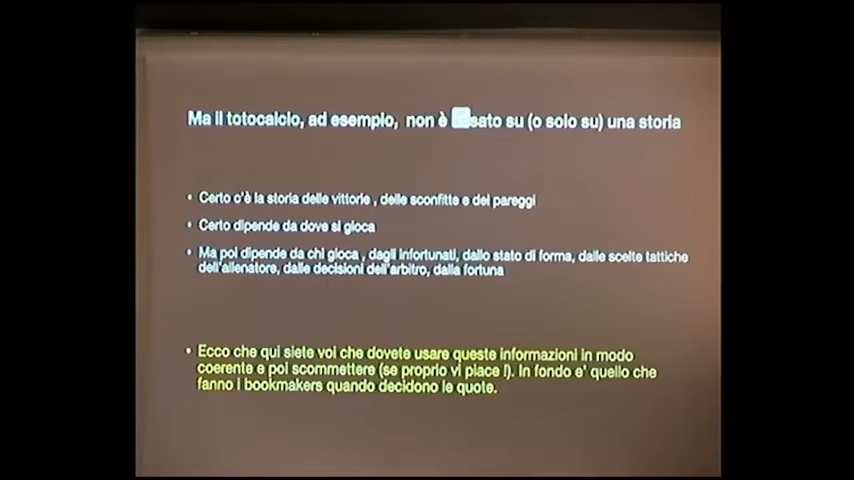 Ma il totocalcio, ad esempio, non è sato su (o solo su) una storia
• Certo c'è la storia delle vittorie , delle sconfitte e dei pareggi
• Certo dipende da dove si gioca
• Ma poi dipende da chi gioca , dagli infortunati, dallo stato di forma, dalle scelte tattiche
dell'allenatore, dalle decisioni dell'arbitro, dalla fortuna
• Ecco che qui siete voi che dovete usare queste informazioni in modo
coerente e poi scommettere (se proprio vi piace !). In fondo e' quello che
fanno i bookmakers quando decidono le quote.